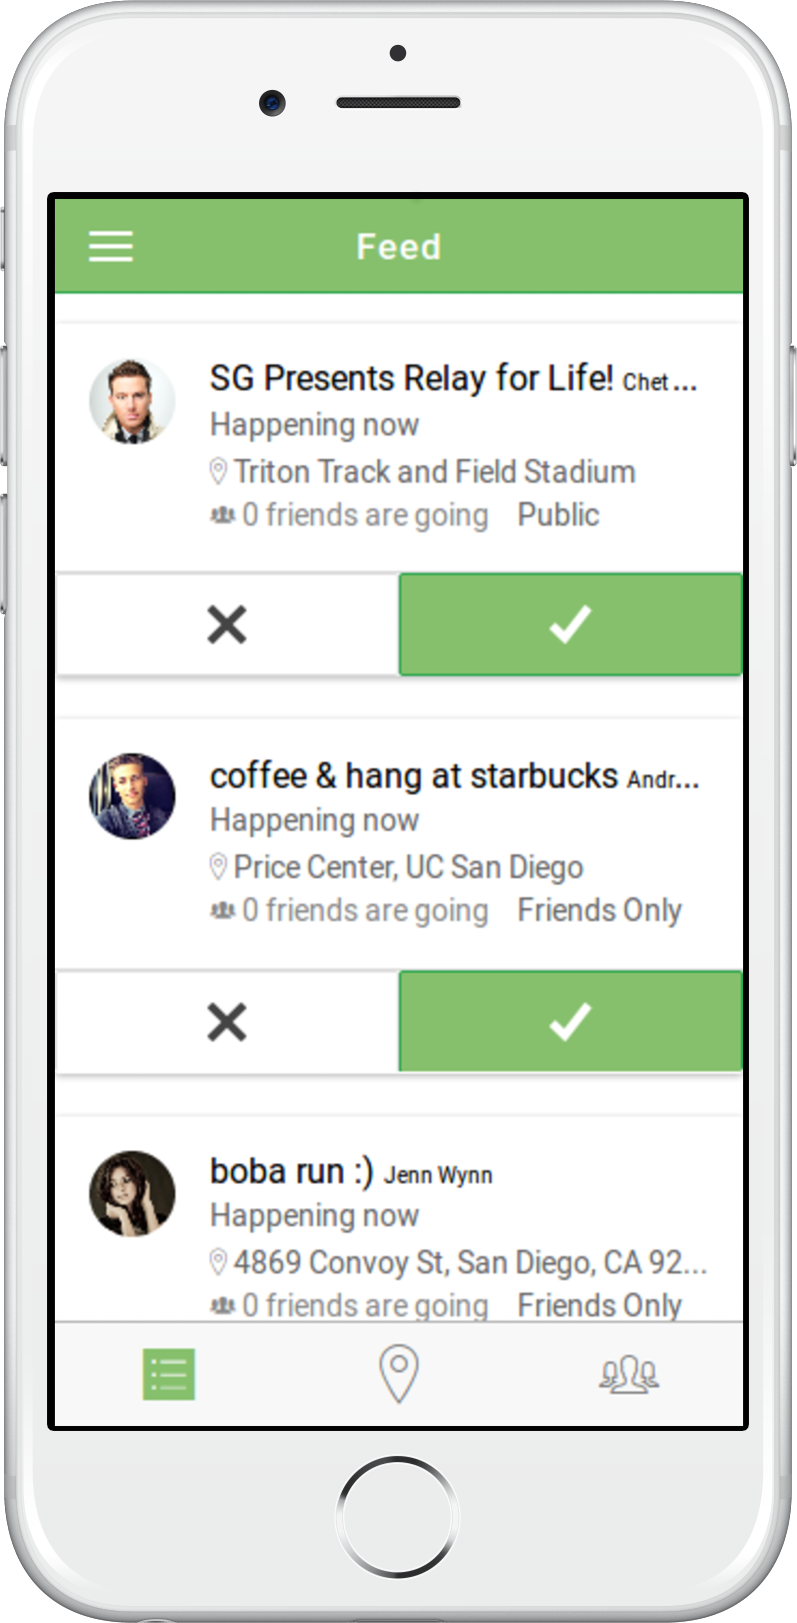 Feed
SG Presents Relay for Life! Chet...
Happening now
Triton Track and Field Stadium
0 friends are going Public
coffee & hang at starbucks Andr...
Happening now
Price Center, UC San Diego
0 friends are going Friends Only
boba run :) Jenn Wynn
Happening now
4869 Convoy St, San Diego, CA 92...
0 friends are going Friends Only